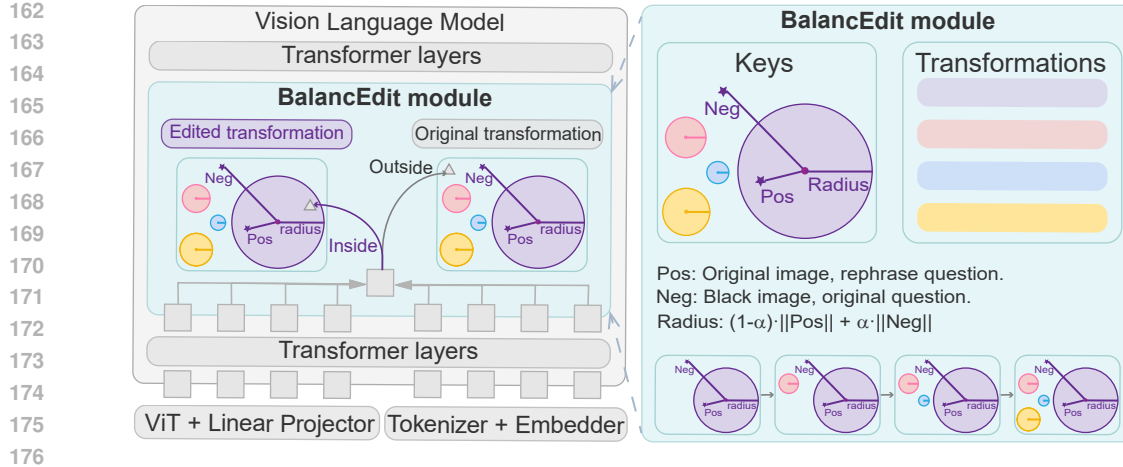 162
163
164
165
166
167
168
169
170
171
172
173
174
175
176
Vision Language Model
Transformer layers
BalancEdit module
Edited transformation
Original transformation
Neg
Pos
radius
Inside
Outside
Neg
Pos
radius
Transformer layers
ViT + Linear Projector
Tokenizer + Embedder
BalancEdit module
Keys
Neg
Pos
Radius
Transformations
Pos: Original image, rephrase question.
Neg: Black image, original question.
Radius: (1-α)·||Pos|| + α·||Neg||
Neg
Pos
radius
Neg
Pos
radius
Neg
Pos
radius
Neg
Pos
radius